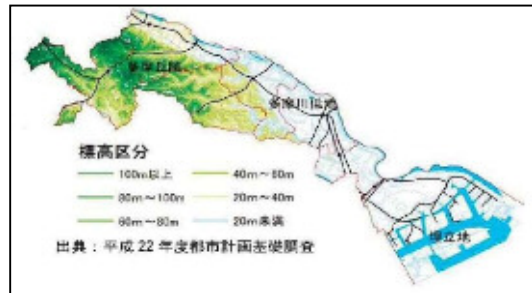 多摩丘陵
多摩川低地
標高区分
100m以上
40m～60m
80m～100m
20m～40m
60m～80m
20m未満
埋立地
出典：平成22年度都市計画基礎調査